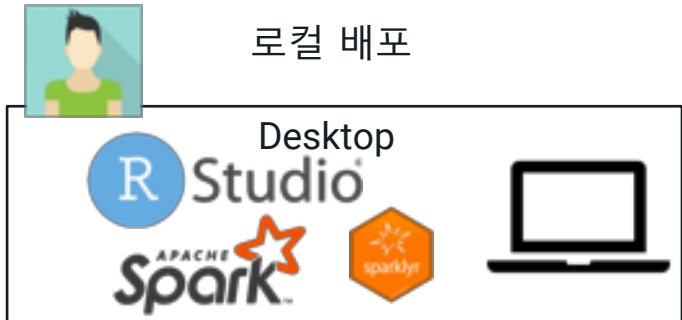 로컬 배포
Desktop
R Studio
APACHE
Spark
sparklyr